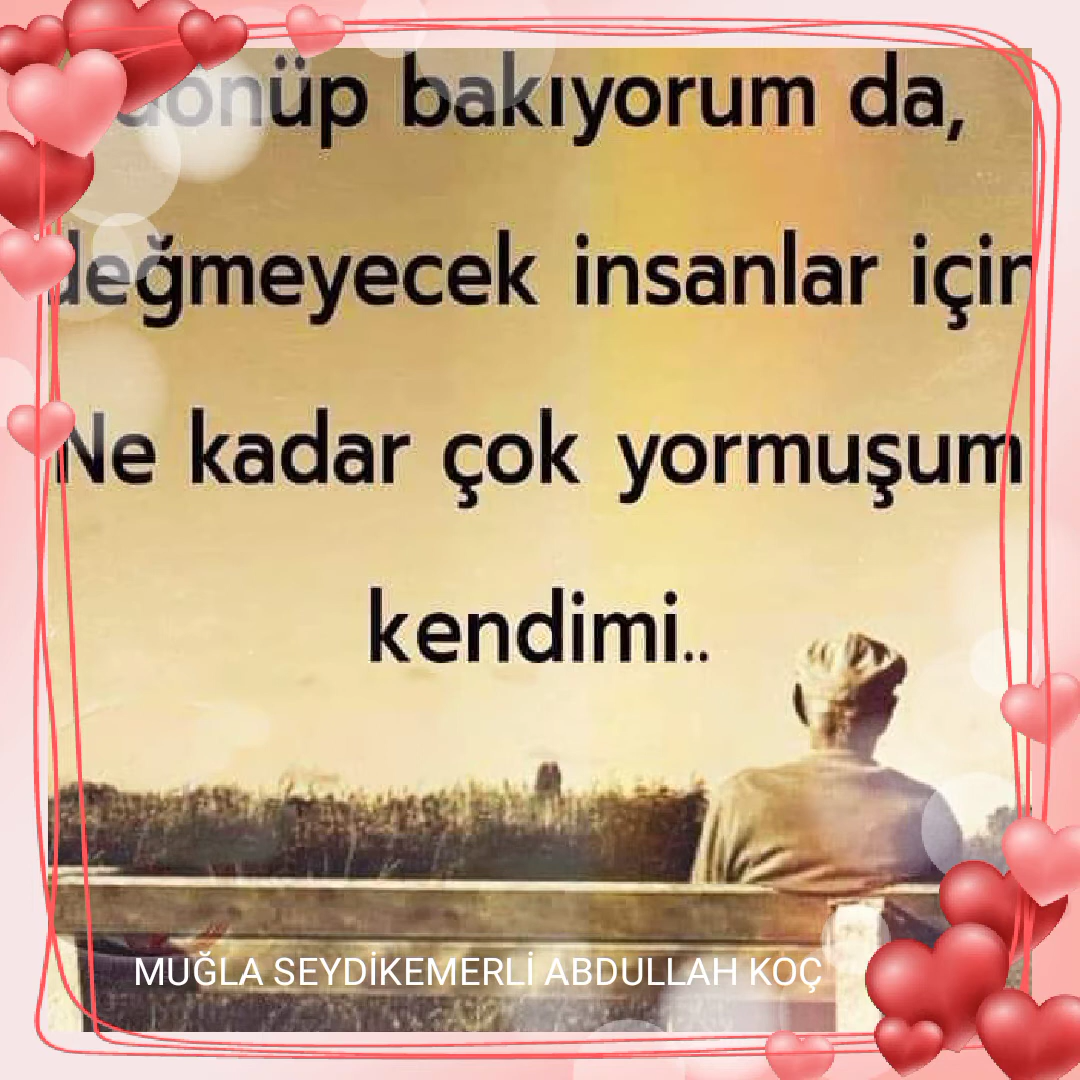 dönüp bakıyorum da,
değmeyecek insanlar için
Ne kadar çok yormuşum
kendimi..
MUĞLA SEYDİKEMERLİ ABDULLAH KOÇ